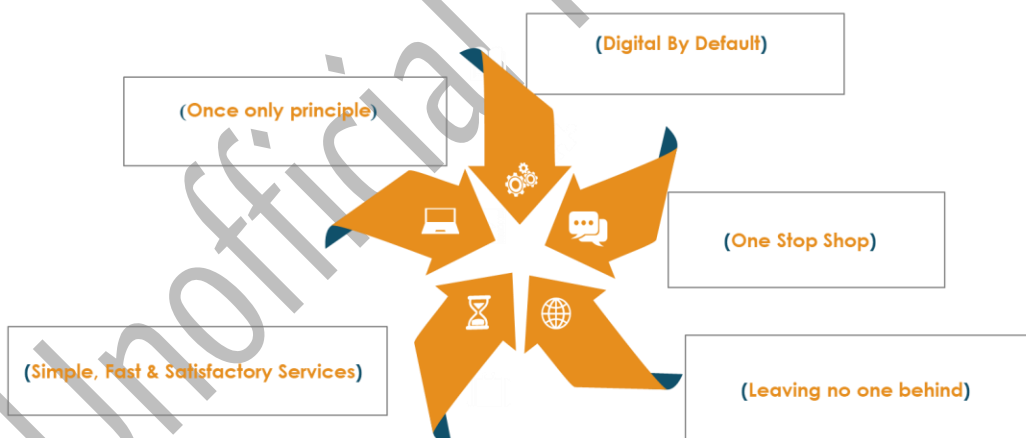 (Digital By Default)
(Once only principle)
(One Stop Shop)
(Simple, Fast & Satisfactory Services)
(Leaving no one behind)
Unofficial